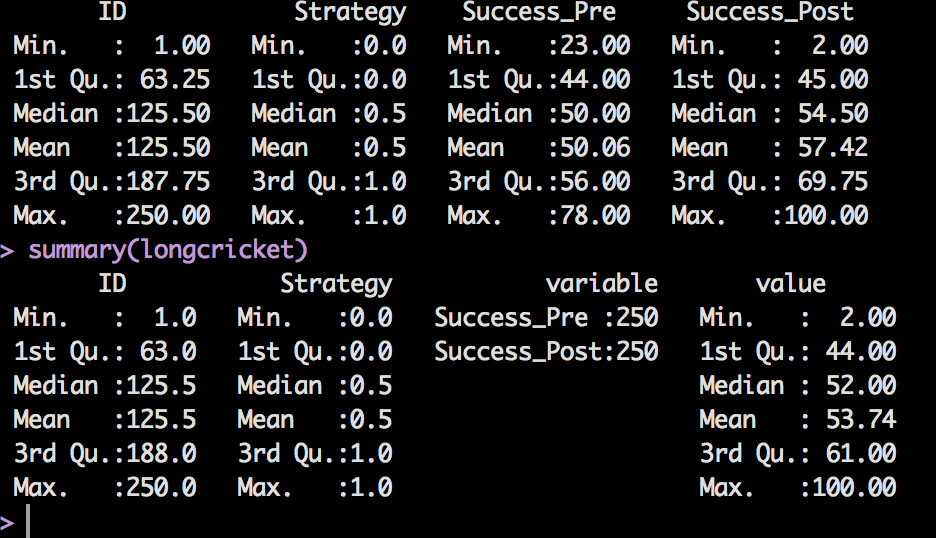 ID            Strategy    Success_Pre     Success_Post
 Min.   :  1.00   Min.   :0.0   Min.   :23.00   Min.   :  2.00
 1st Qu.: 63.25   1st Qu.:0.0   1st Qu.:44.00   1st Qu.: 45.00
 Median :125.50   Median :0.5   Median :50.00   Median : 54.50
 Mean   :125.50   Mean   :0.5   Mean   :50.06   Mean   : 57.42
 3rd Qu.:187.75   3rd Qu.:1.0   3rd Qu.:56.00   3rd Qu.: 69.75
 Max.   :250.00   Max.   :1.0   Max.   :78.00   Max.   :100.00
> summary(longcricket)
       ID           Strategy           variable       value
 Min.   :  1.0   Min.   :0.0   Success_Pre :250   Min.   :  2.00
 1st Qu.: 63.0   1st Qu.:0.0   Success_Post:250   1st Qu.: 44.00
 Median :125.5   Median :0.5                      Median : 52.00
 Mean   :125.5   Mean   :0.5                      Mean   : 53.74
 3rd Qu.:188.0   3rd Qu.:1.0                      3rd Qu.: 61.00
 Max.   :250.0   Max.   :1.0                      Max.   :100.00
>